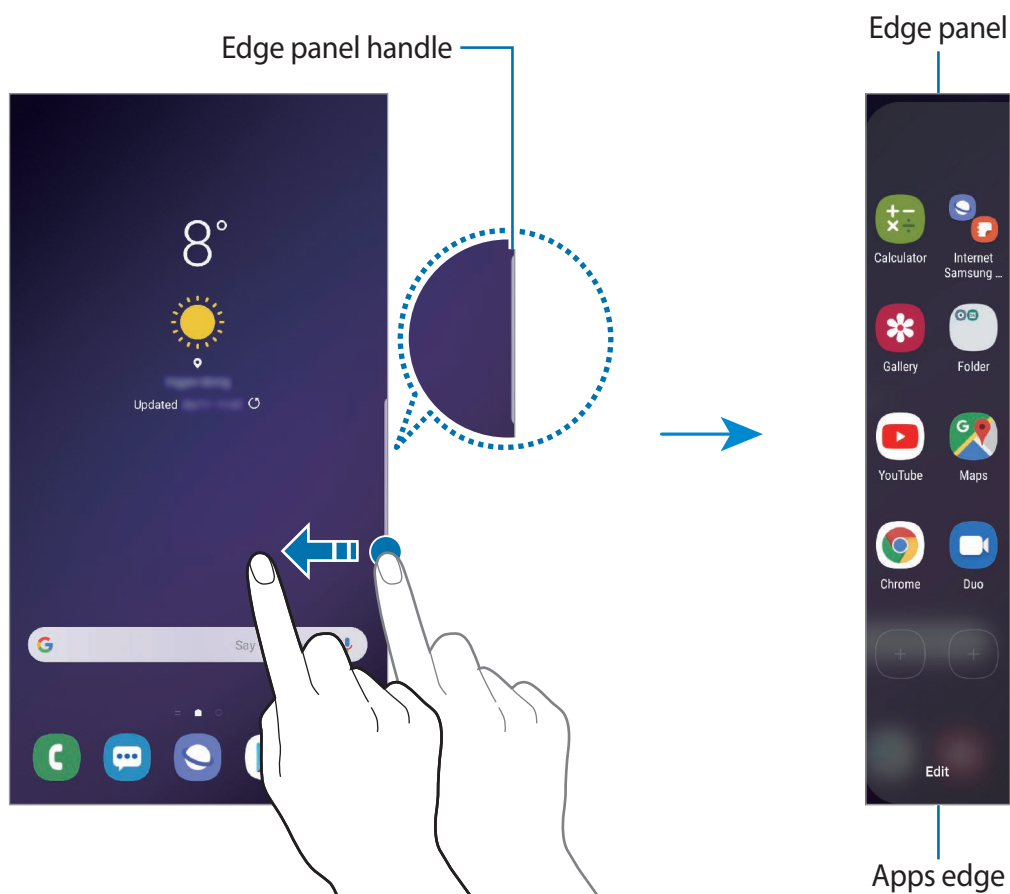 Edge panel handle
Edge panel
8°
Updated
G
Say
Calculator
Internet
Samsung ...
Gallery
Folder
YouTube
G
Maps
Chrome
Duo
Edit
Apps edge